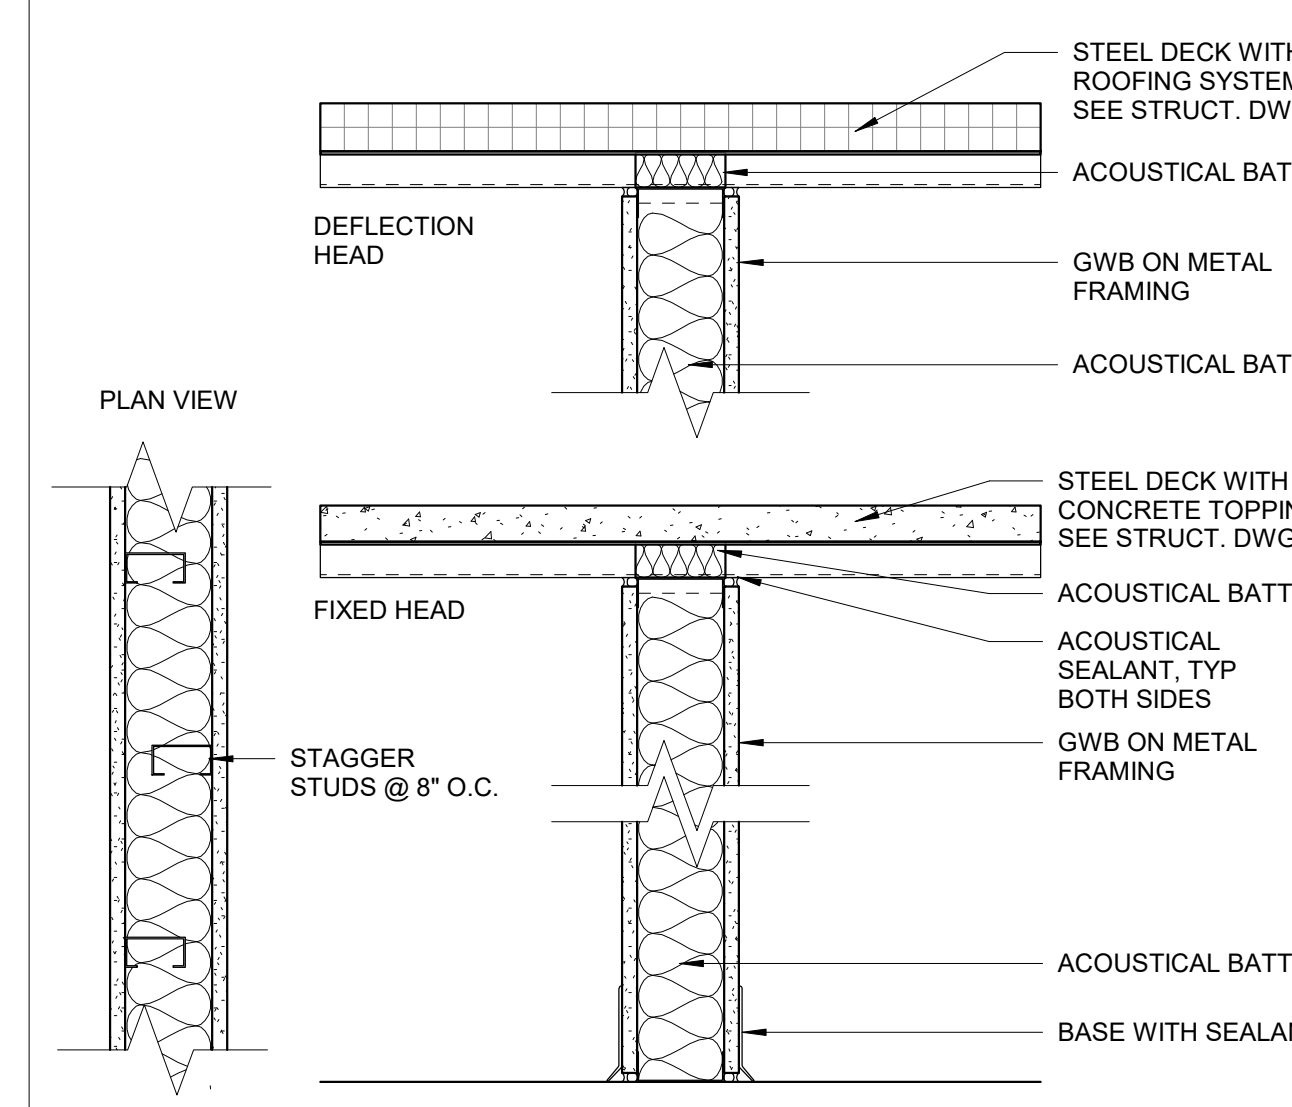 STEEL DECK WITH
ROOFING SYSTEM
SEE STRUCT. DW
ACOUSTICAL BAT
DEFLECTION
HEAD
GWB ON METAL
FRAMING
ACOUSTICAL BAT
PLAN VIEW
STEEL DECK WITH
CONCRETE TOPPIN
SEE STRUCT. DWG
ACOUSTICAL BATT
FIXED HEAD
ACOUSTICAL
SEALANT, TYP
BOTH SIDES
GWB ON METAL
FRAMING
STAGGER
STUDS @ 8" O.C.
ACOUSTICAL BATT
BASE WITH SEALAN